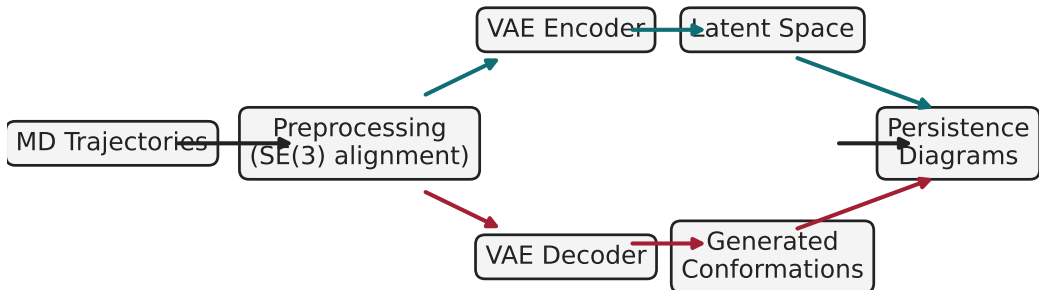 VAE Encoder
Latent Space
MD Trajectories
Preprocessing
(SE(3) alignment)
Persistence
Diagrams
VAE Decoder
Generated
Conformations